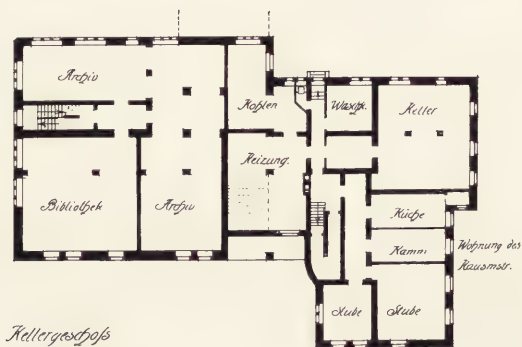 Archiv
Kohlen
Waschk.
Keller
Heizung.
Bibliothek
Archiv
Küche
Kamm.
Wohnung des
Hausmstr.
Stube
Stube
Kellergeschoß